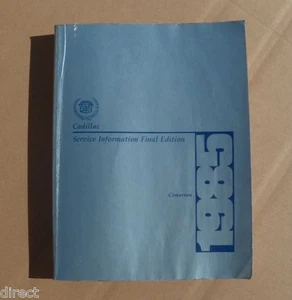 Cadillac
Service Information Final Edition
Cimarron
1985
direct